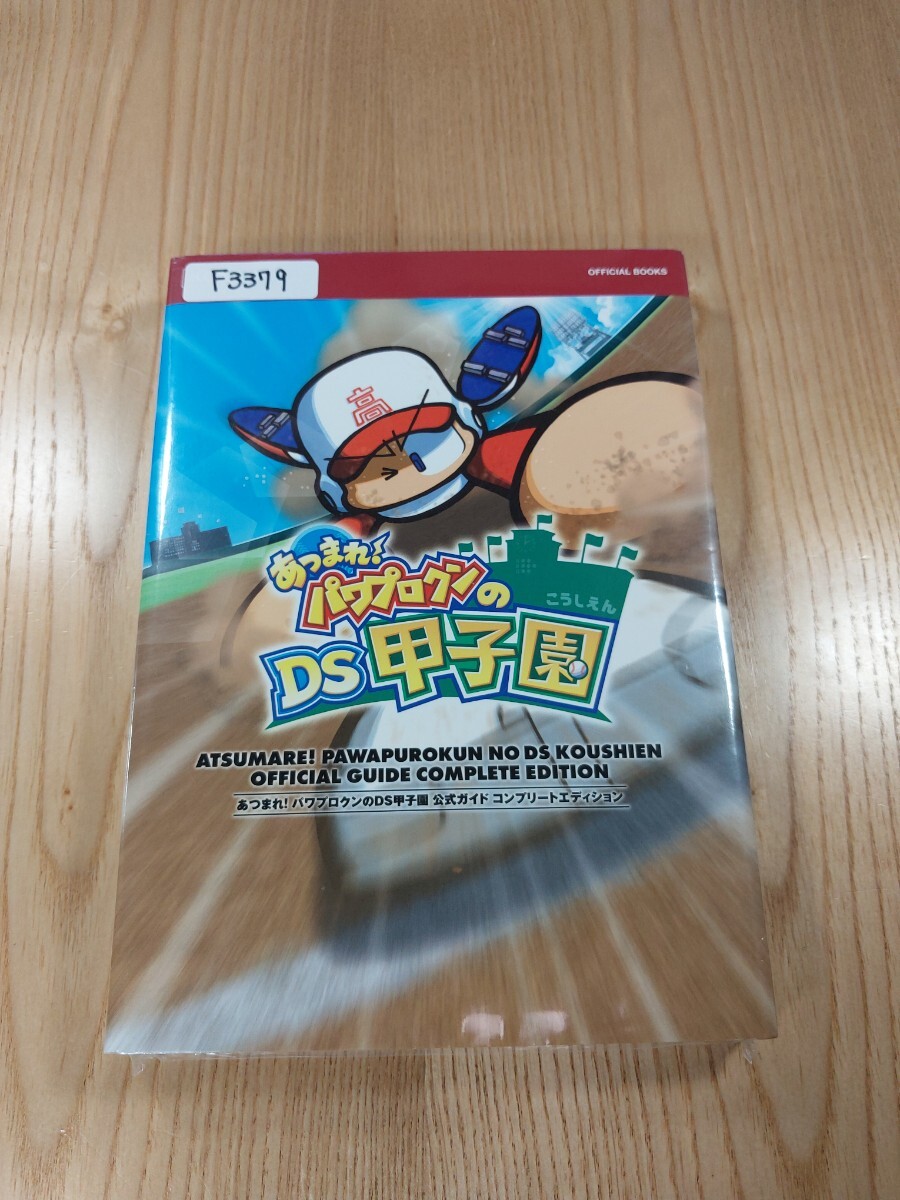 F3379
OFFICIAL BOOKS
高
あつまれ!
パワプロクンの
こうしえん
DS甲子園
ATSUMARE! PAWAPUROKUN NO DS KOUSHIEN
OFFICIAL GUIDE COMPLETE EDITION
あつまれ! パワプロクンのDS甲子園 公式ガイド コンプリートエディション